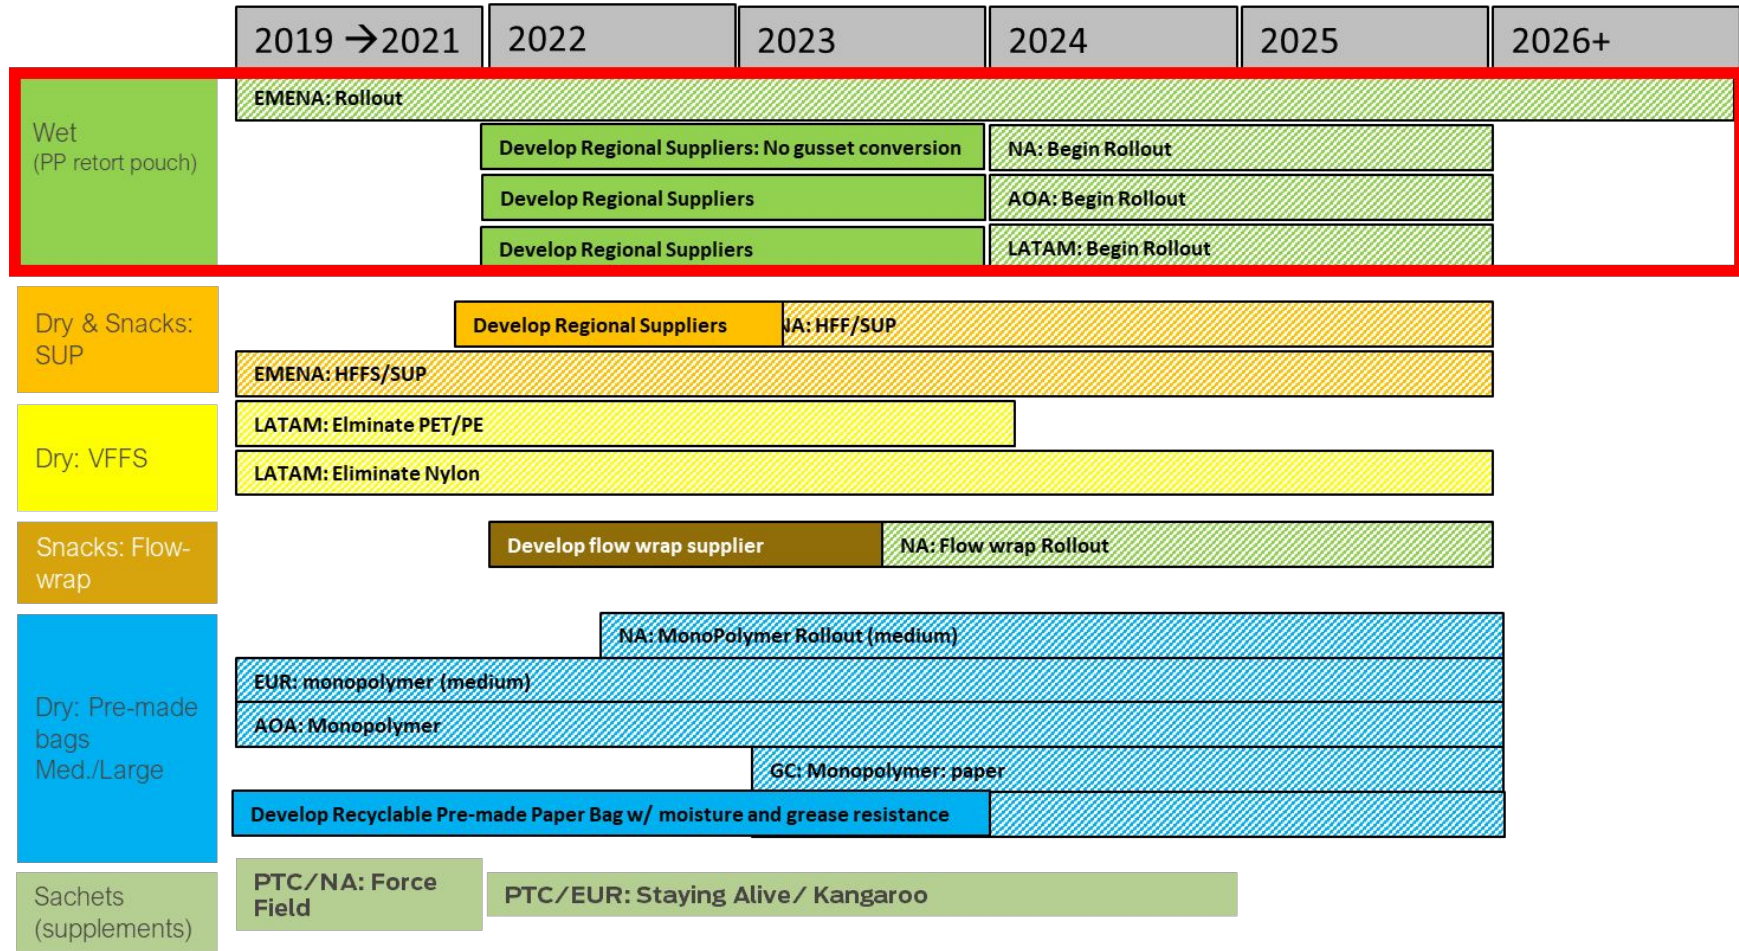 2019 →2021 2022 2023 2024 2025 2026+
Wet
(PP retort pouch)
EMENA: Rollout
Develop Regional Suppliers: No gusset conversion
NA: Begin Rollout
Develop Regional Suppliers
AOA: Begin Rollout
Develop Regional Suppliers
LATAM: Begin Rollout
Dry & Snacks:
SUP
Develop Regional Suppliers
NA: HFF/SUP
EMENA: HFFS/SUP
Dry: VFFS
LATAM: Elminate PET/PE
LATAM: Eliminate Nylon
Snacks: Flow-
wrap
Develop flow wrap supplier
NA: Flow wrap Rollout
Dry: Pre-made
bags
Med./Large
NA: MonoPolymer Rollout (medium)
EUR: monopolymer (medium)
AOA: Monopolymer
GC: Monopolymer: paper
Develop Recyclable Pre-made Paper Bag w/ moisture and grease resistance
Sachets
(supplements)
PTC/NA: Force
Field
PTC/EUR: Staying Alive/ Kangaroo